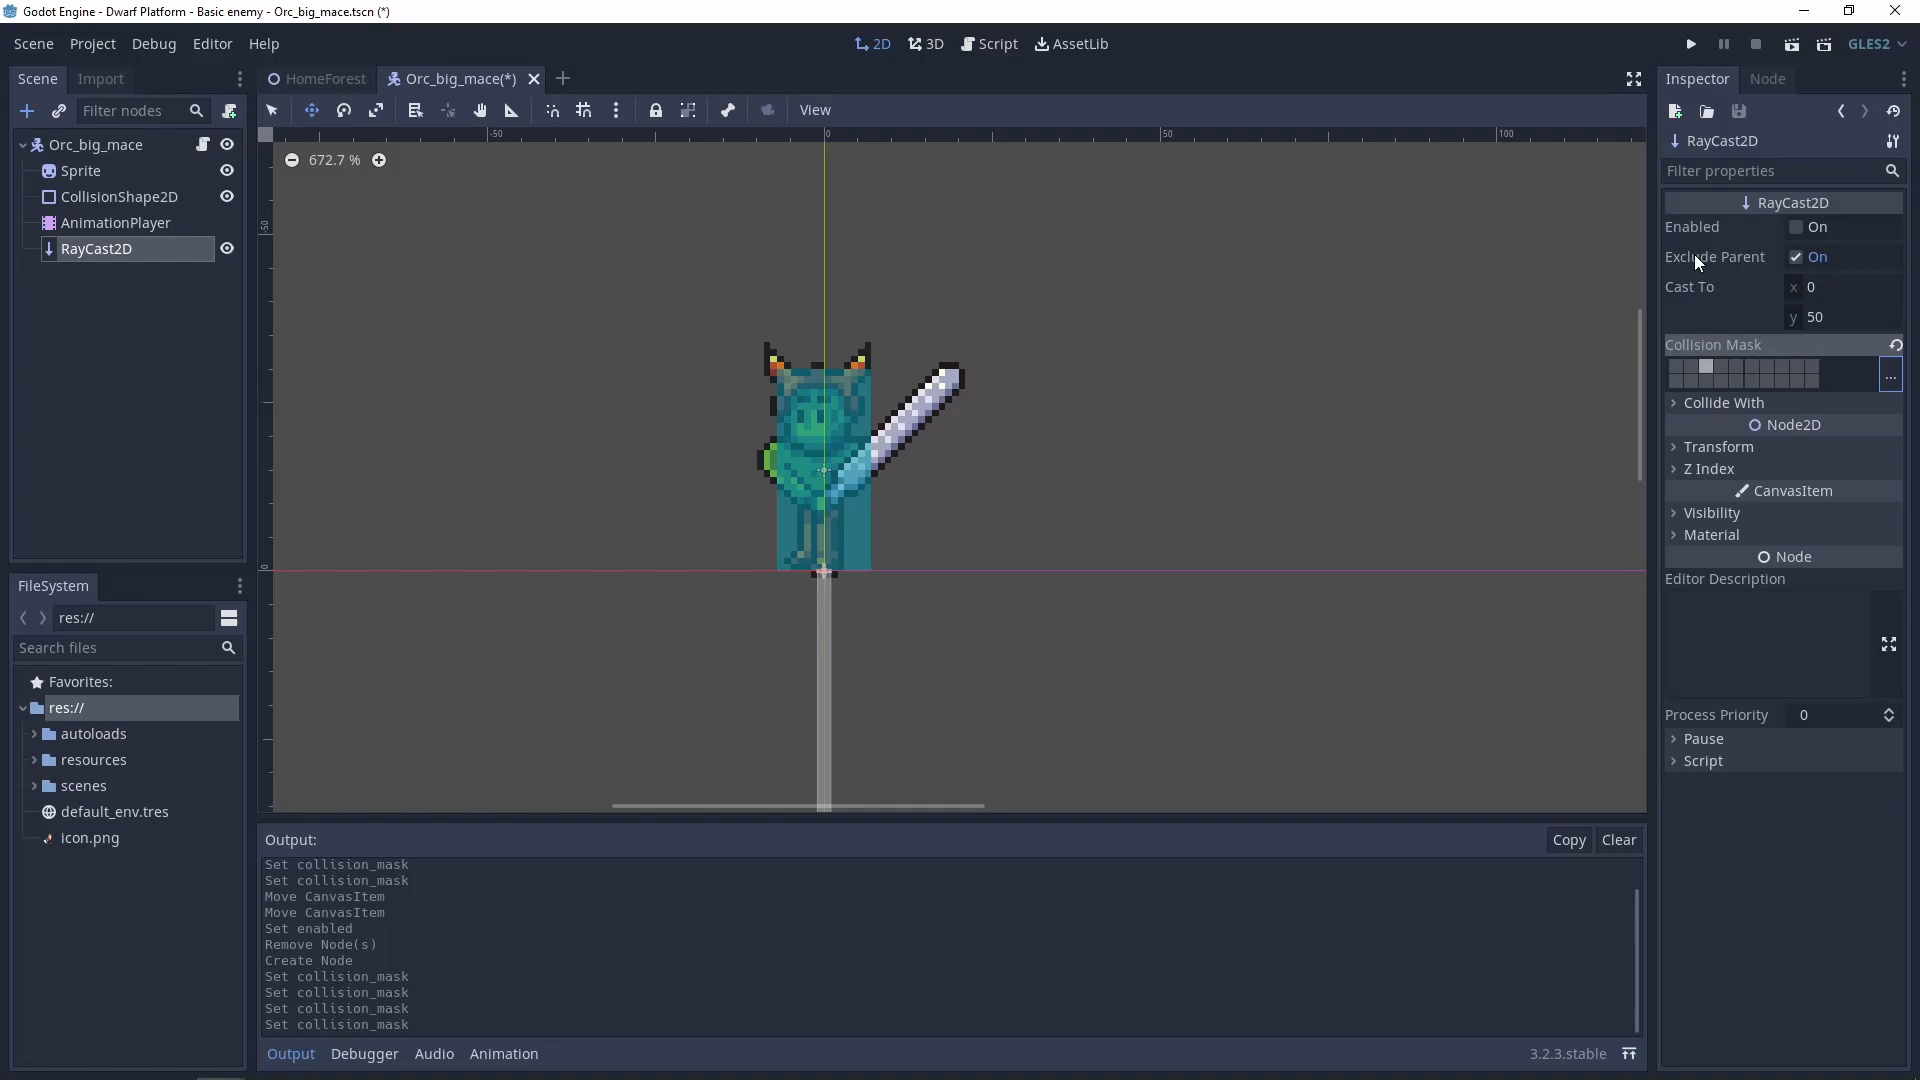 Godot Engine - Dwarf Platform - Basic enemy - Orc_big_mace.tscn (*)
Scene Project Debug Editor Help
2D 3D Script AssetLib
GLES2
Scene Import
HomeForest Orc_big_mace(*)
Inspector Node
Filter nodes
View
RayCast2D
Filter properties
Orc_big_mace
Sprite
CollisionShape2D
AnimationPlayer
RayCast2D
-50 0 50 100
672.7 %
-50
0
RayCast2D
Enabled On
Exclude Parent On
Cast To x 0
y 50
Collision Mask
...
Collide With
Node2D
Transform
Z Index
CanvasItem
Visibility
Material
Node
Editor Description
Process Priority 0
Pause
Script
FileSystem
res://
Search files
Favorites:
res://
autoloads
resources
scenes
default_env.tres
icon.png
Output: Copy Clear
Set collision_mask
Set collision_mask
Move CanvasItem
Move CanvasItem
Set enabled
Remove Node(s)
Create Node
Set collision_mask
Set collision_mask
Set collision_mask
Set collision_mask
Output Debugger Audio Animation 3.2.3.stable